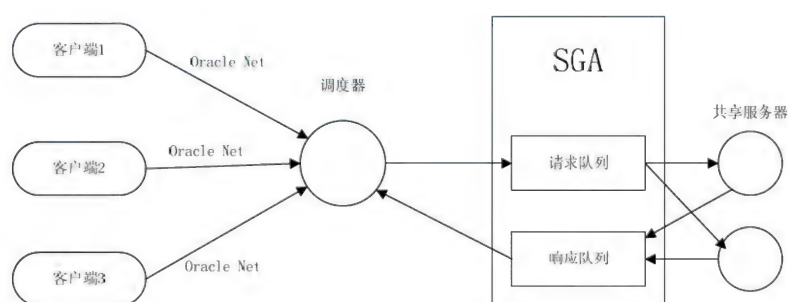 客户端1
Oracle Net
SGA
调度器
共享服务器
客户端2
Oracle Net
请求队列
客户端3
Oracle Net
响应队列